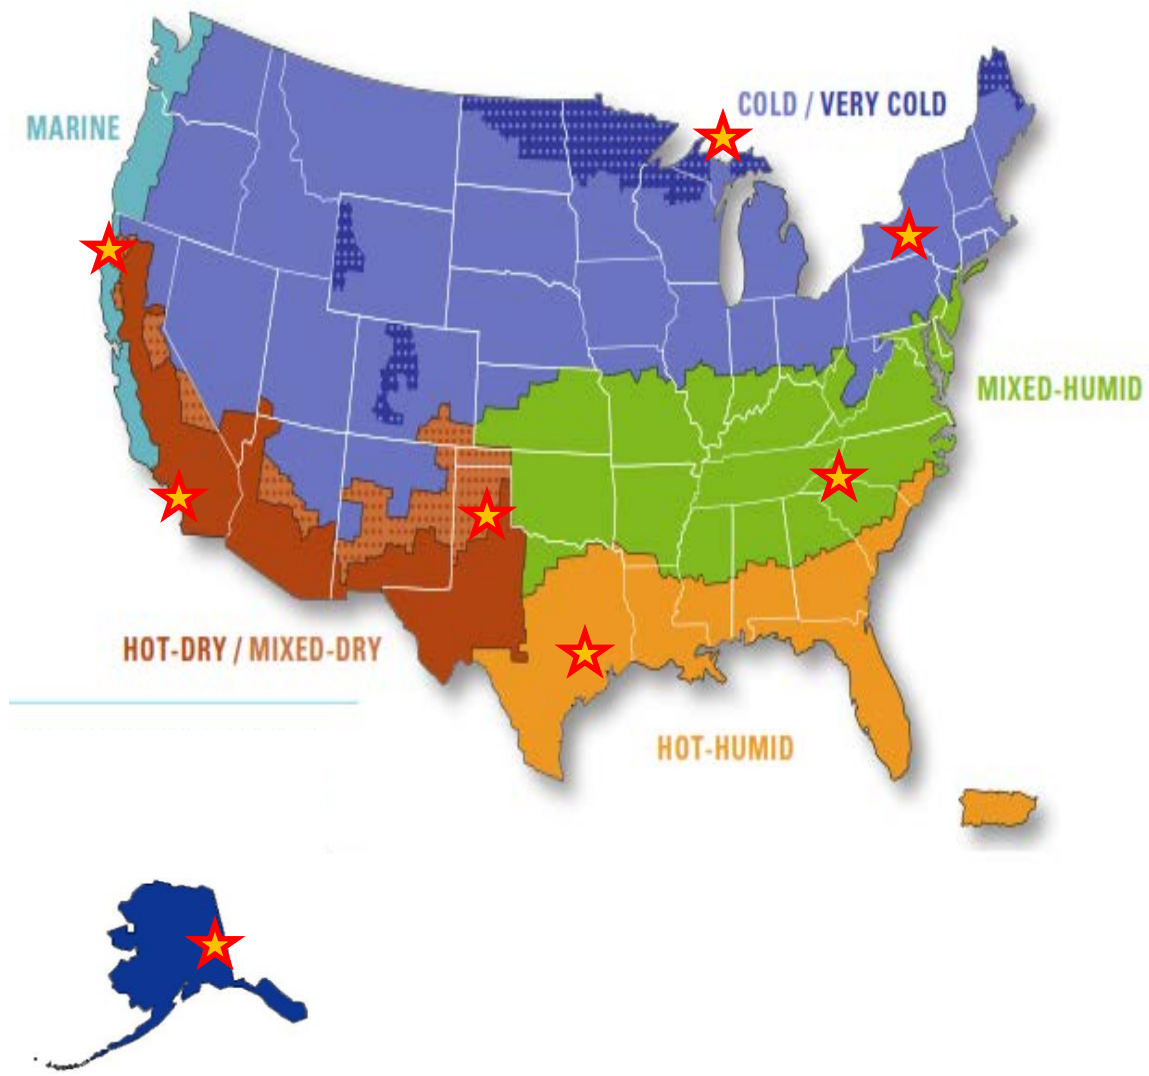 COLD / VERY COLD
MARINE
MIXED-HUMID
HOT-DRY / MIXED-DRY
HOT-HUMID